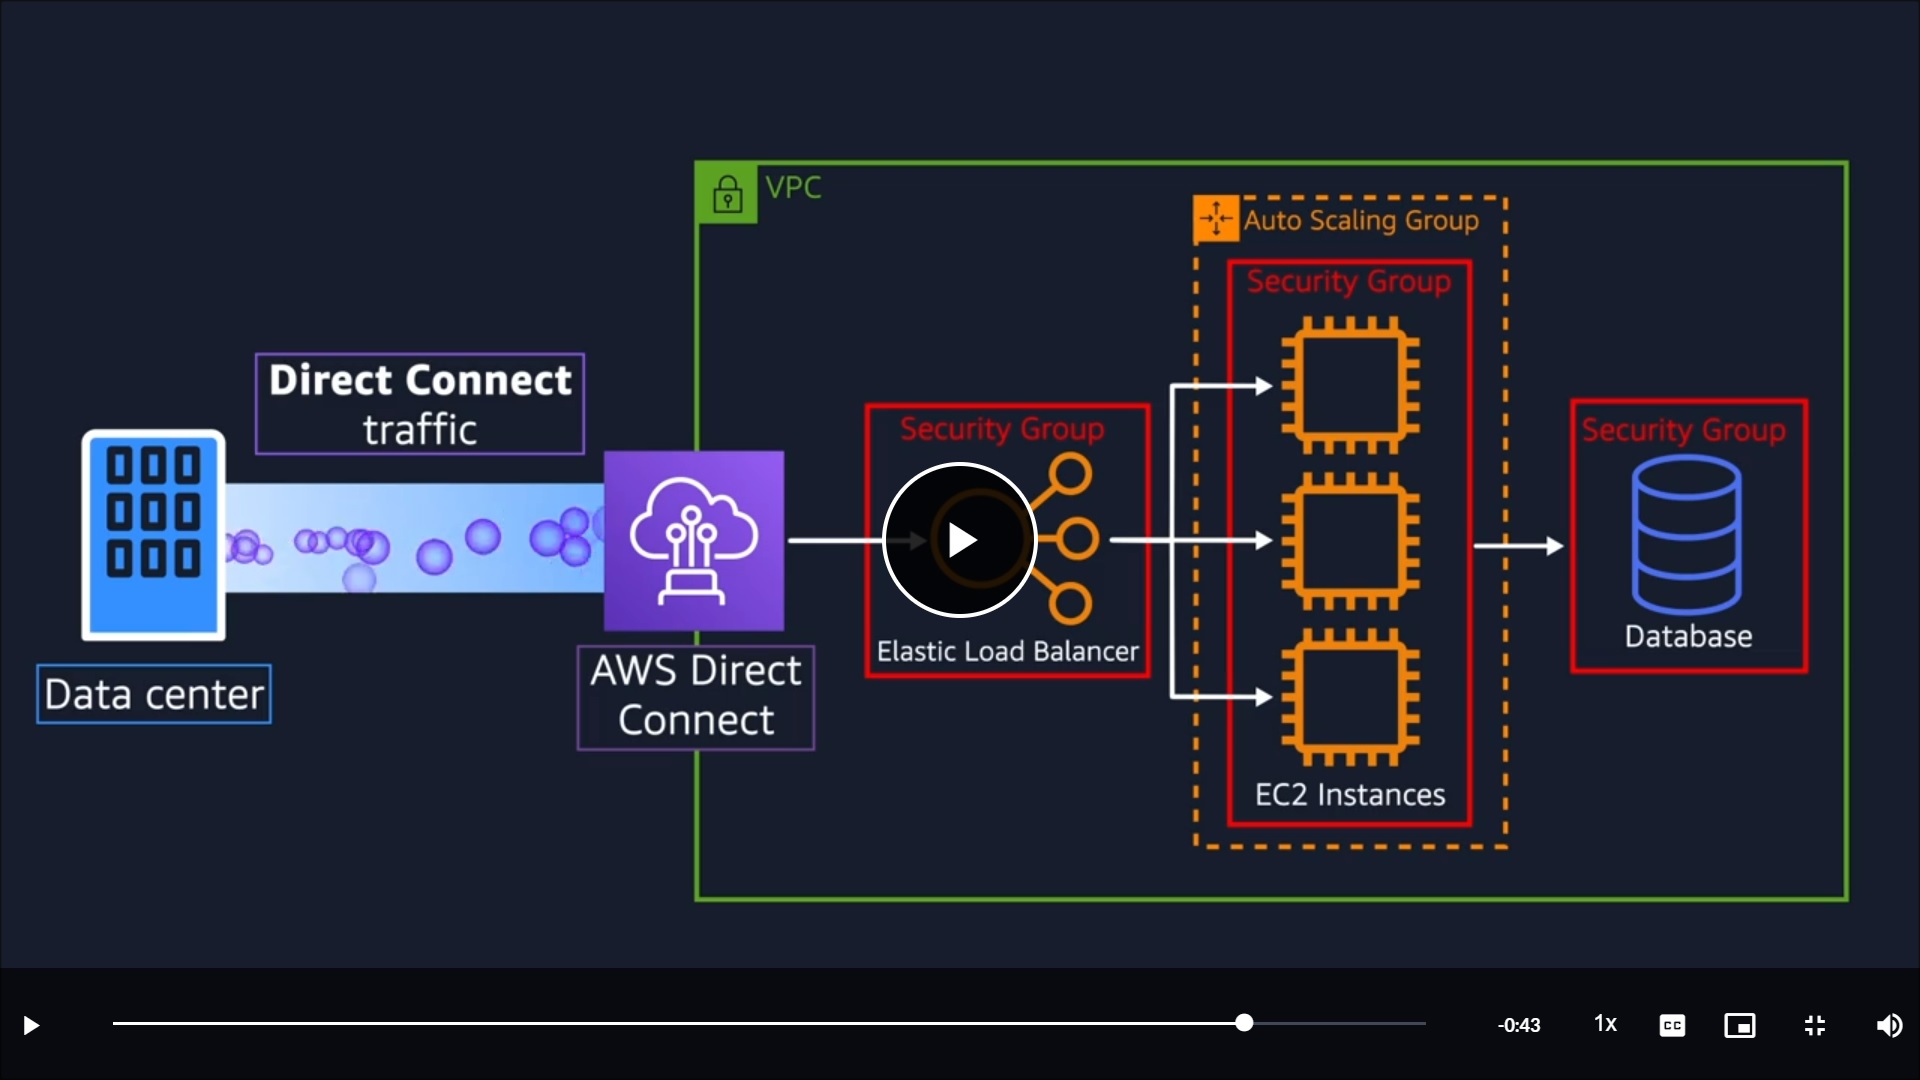 VPC
Auto Scaling Group
Security Group
Direct Connect
traffic
Security Group
Security Group
Elastic Load Balancer
Database
AWS Direct
Connect
Data center
EC2 Instances
-0:43
1x
CC